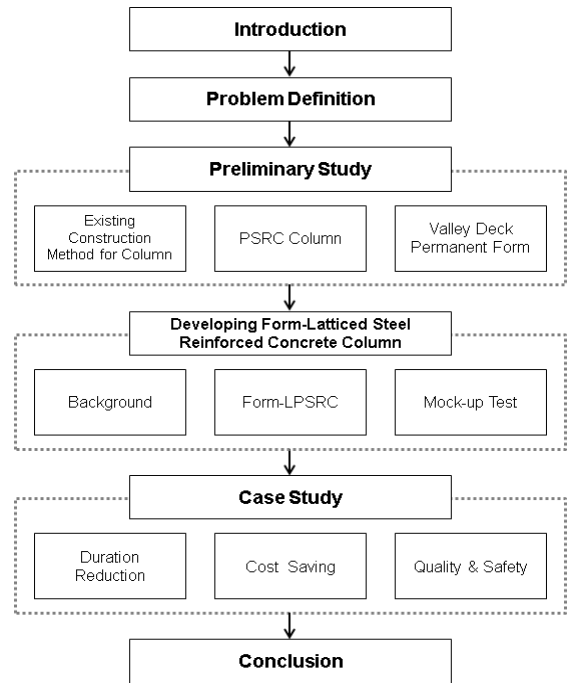 Introduction
Problem Definition
Preliminary Study
Existing
Construction
Method for Column
PSRC Column
Valley Deck
Permanent Form
Developing Form-Latticed Steel
Reinforced Concrete Column
Background
Form-LPSRC
Mock-up Test
Case Study
Duration
Reduction
Cost Saving
Quality & Safety
Conclusion